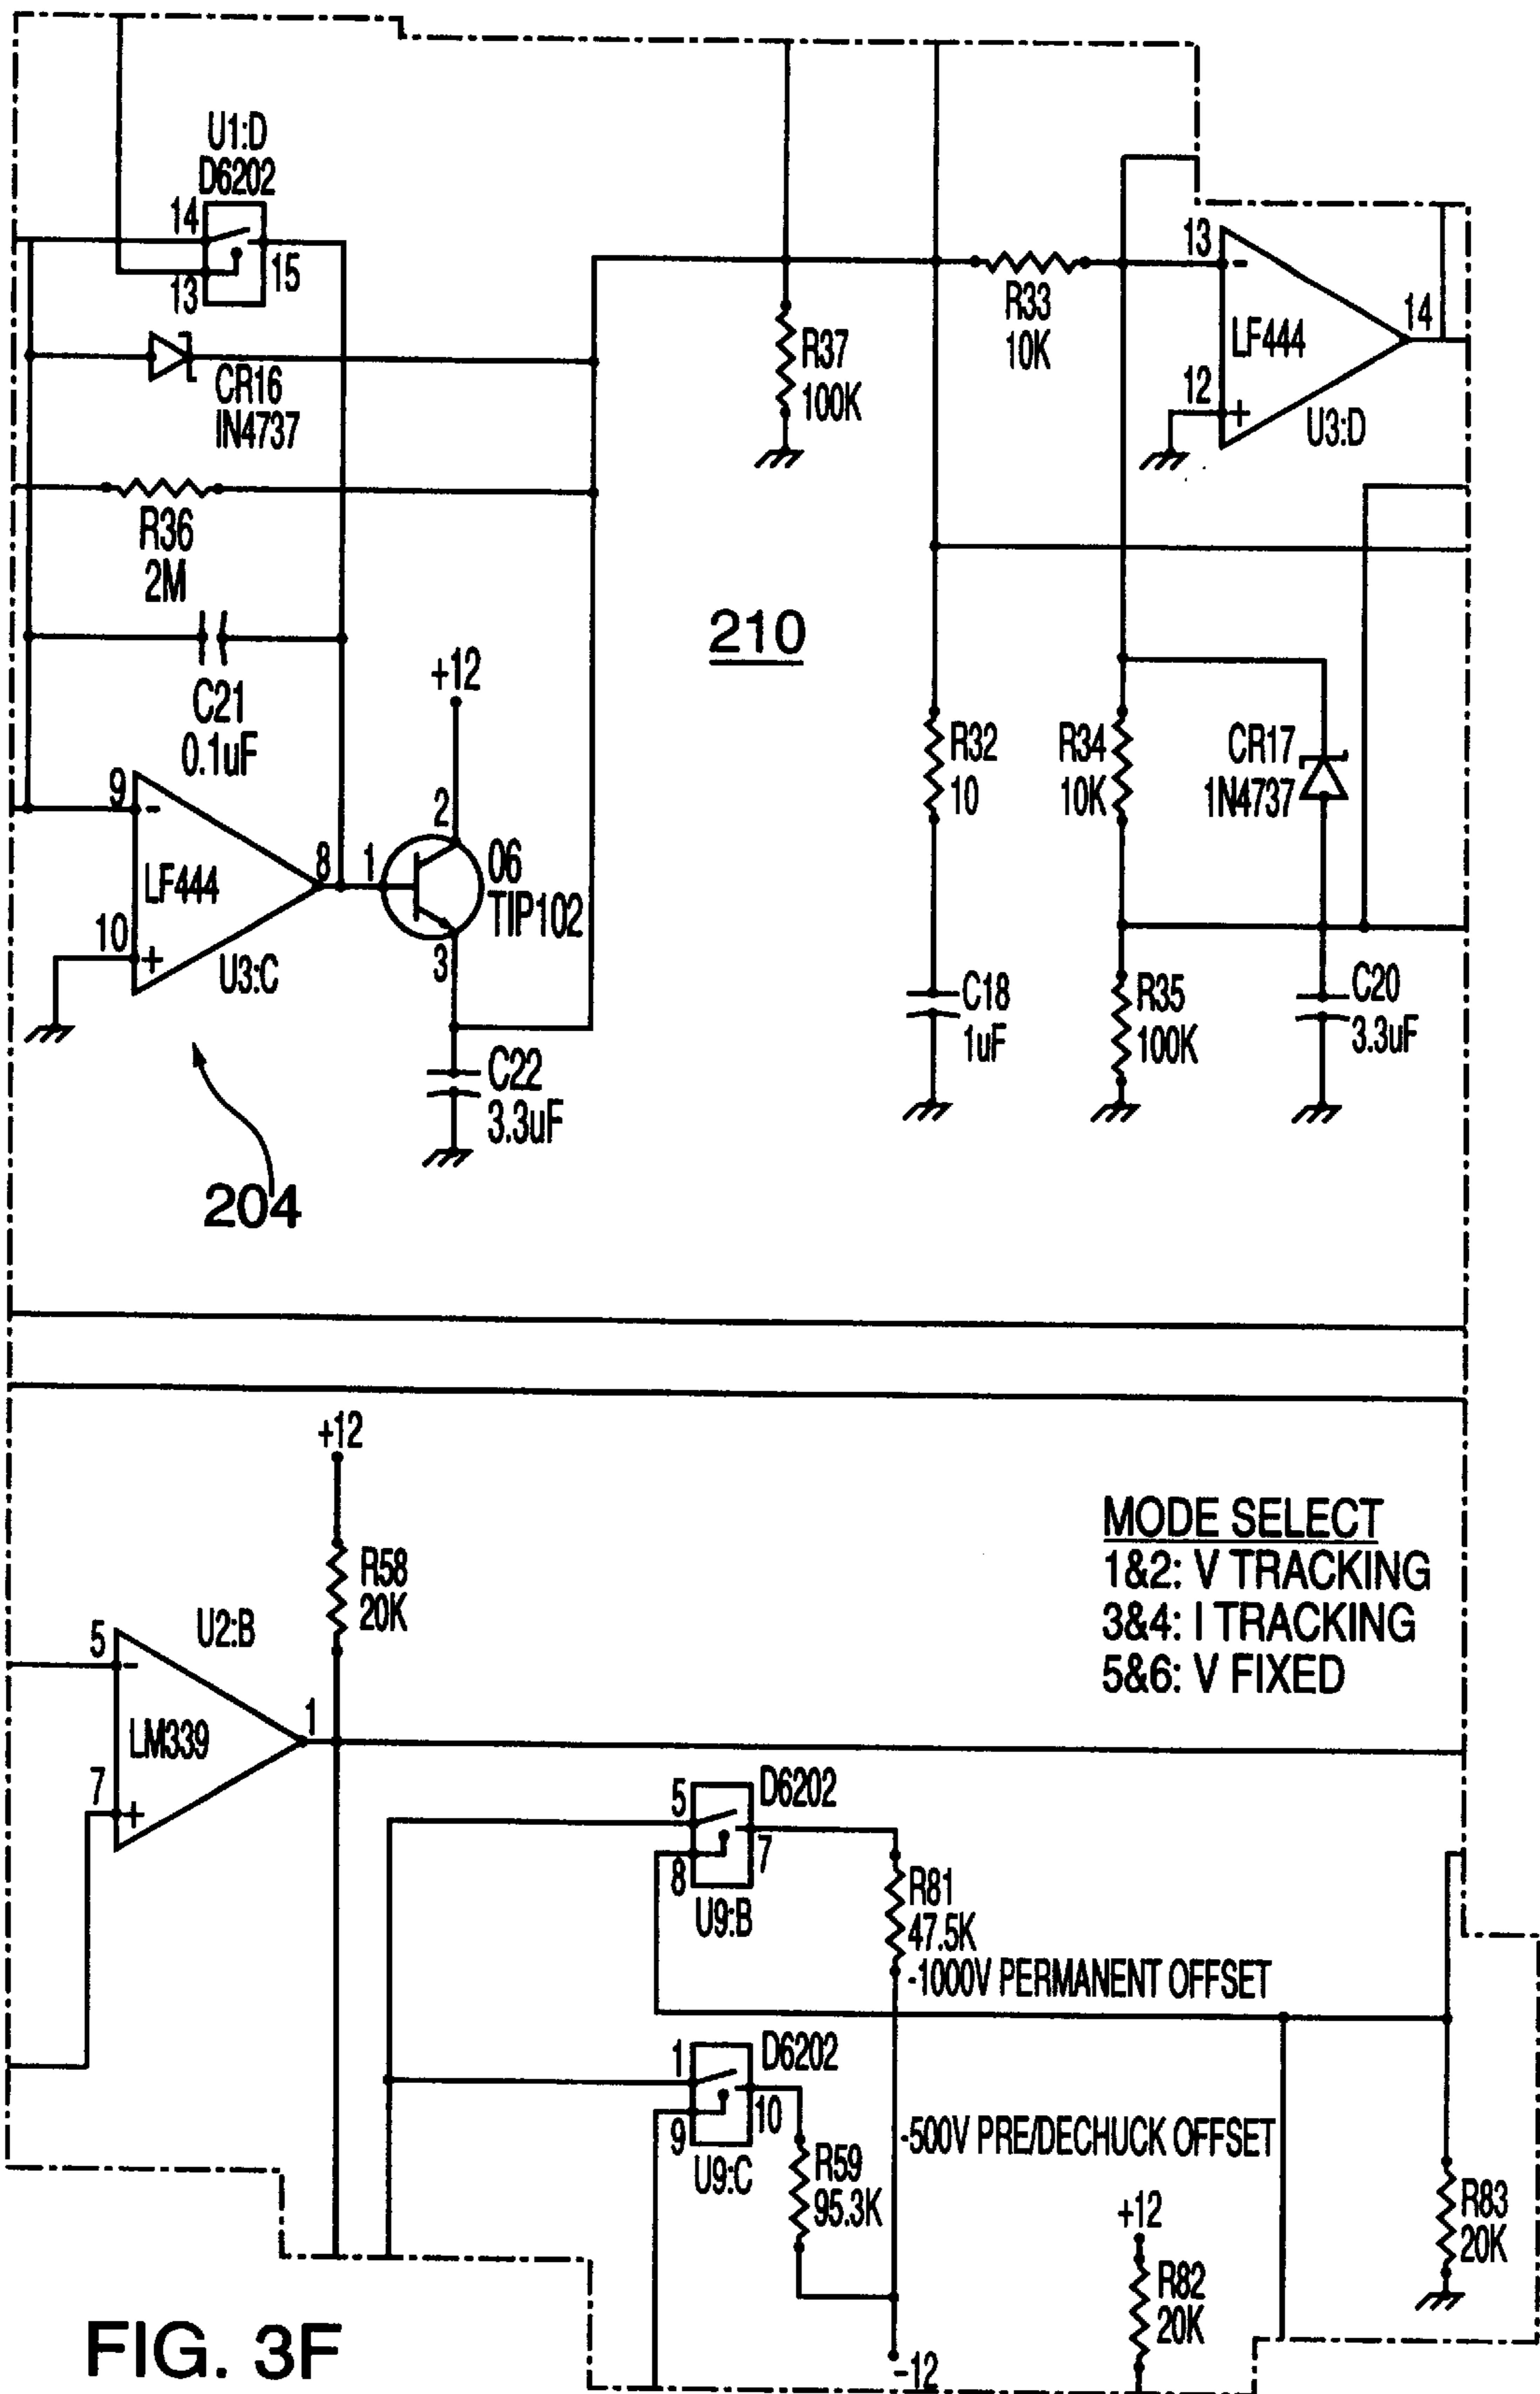 U1:D
D6202
14
13
15
CR16
IN4737
R36
2M
C21
0.1uF
9
-
LF444
8
10
+
U3:C
+12
2
1
06
TIP102
3
C22
3.3uF
204
R37
100K
210
R33
10K
13
-
LF444
14
12
+
U3:D
R32
10
R34
10K
CR17
1N4737
C18
1uF
R35
100K
C20
3.3uF
+12
R58
20K
U2:B
5
-
LM339
1
7
+
MODE SELECT
1&2: V TRACKING
3&4: I TRACKING
5&6: V FIXED
5
D6202
8
7
U9:B
R81
47.5K
-1000V PERMANENT OFFSET
1
D6202
9
10
U9:C
-500V PRE/DECHUCK OFFSET
R59
95.3K
-12
+12
R82
20K
R83
20K
FIG. 3F